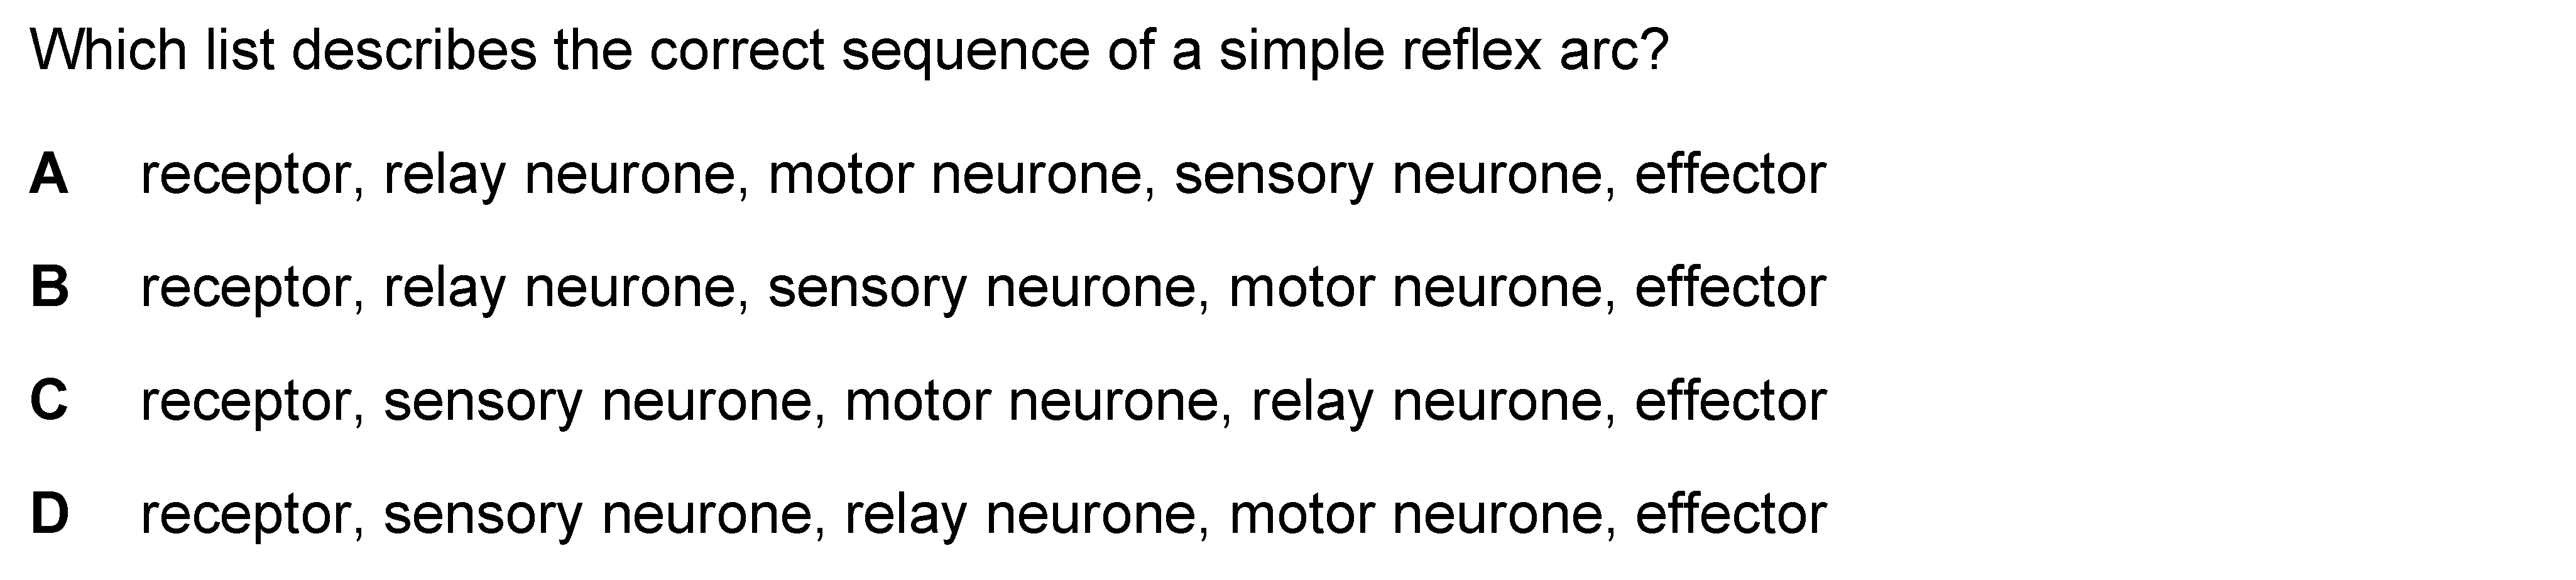 Which list describes the correct sequence of a simple reflex arc?
A receptor, relay neurone, motor neurone, sensory neurone, effector
B receptor, relay neurone, sensory neurone, motor neurone, effector
C receptor, sensory neurone, motor neurone, relay neurone, effector
D receptor, sensory neurone, relay neurone, motor neurone, effector